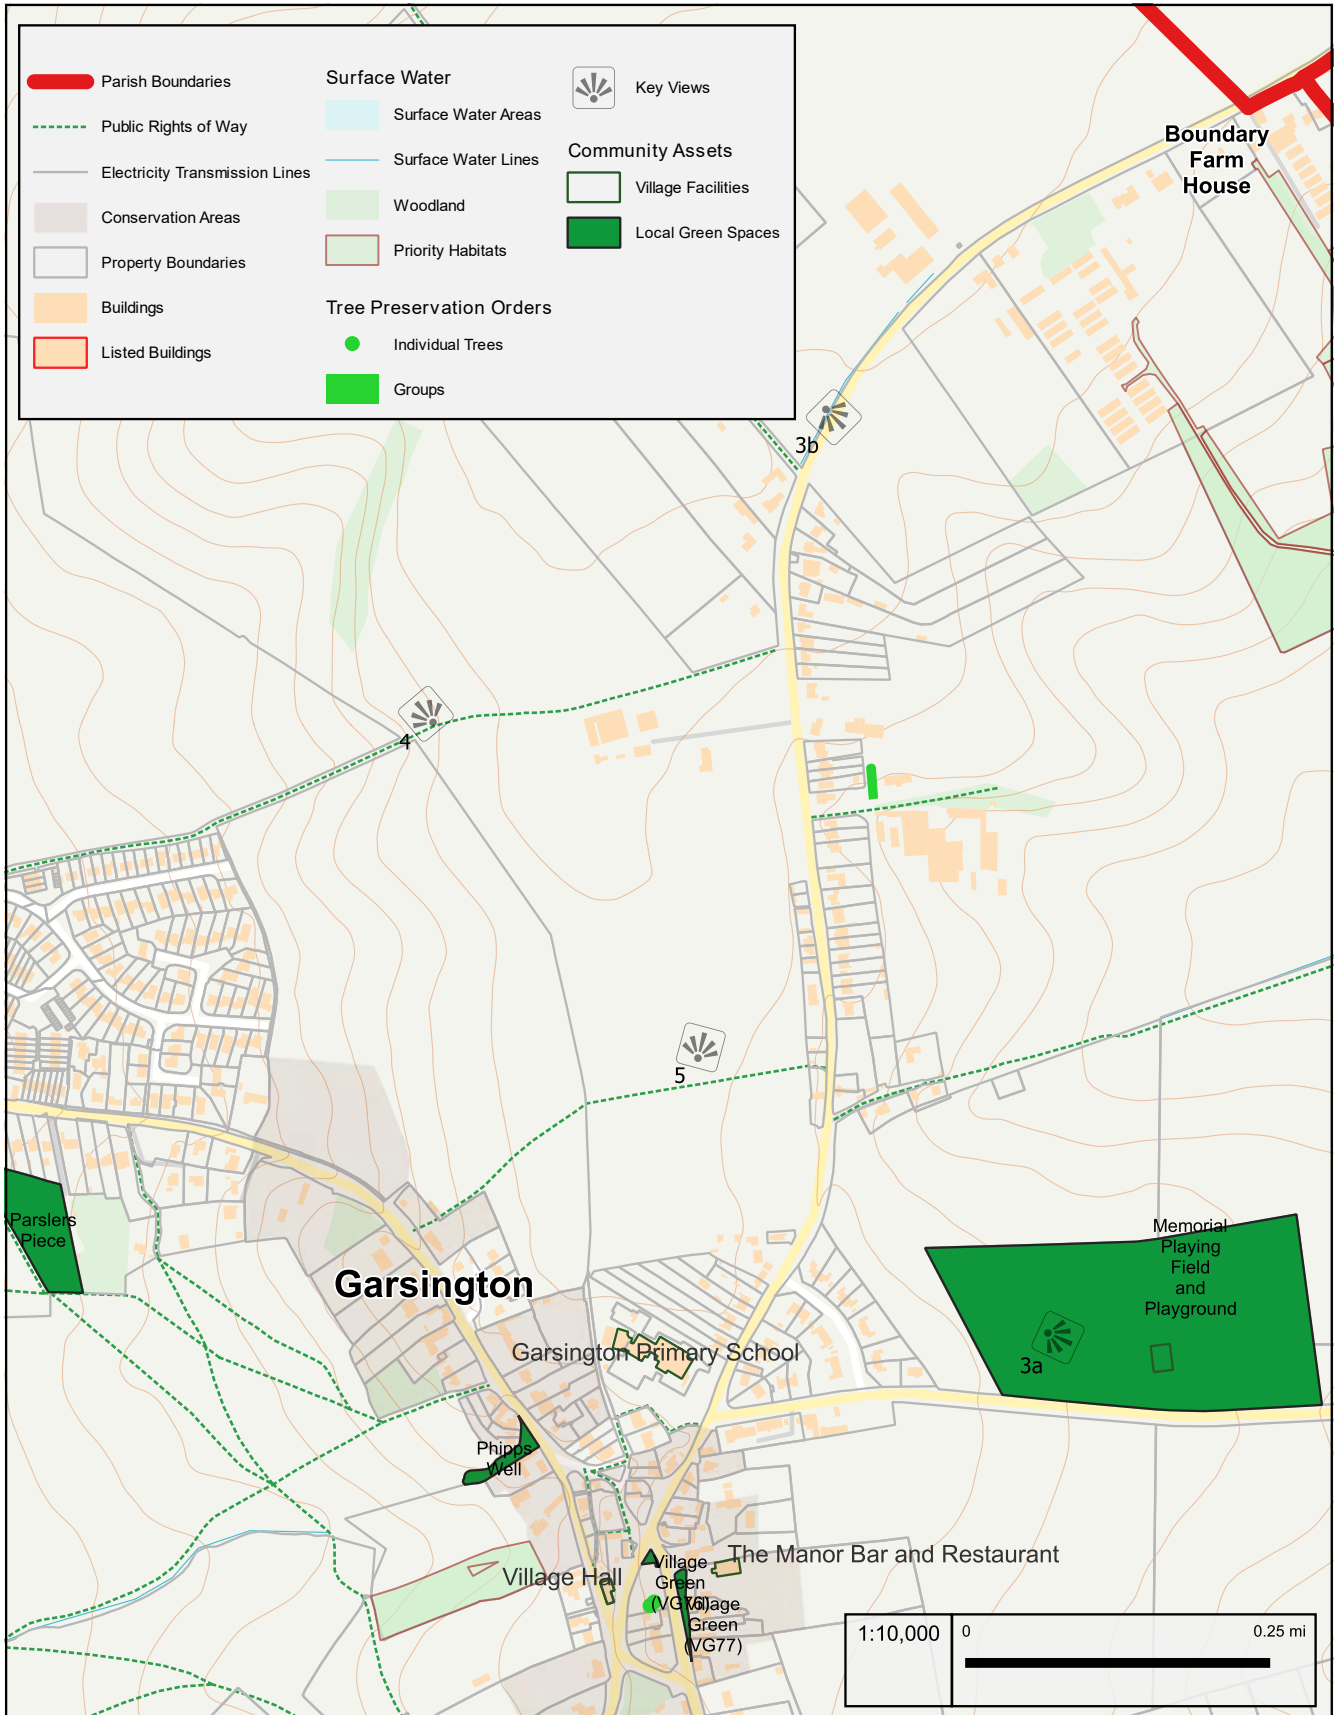 Parish Boundaries
Public Rights of Way
Electricity Transmission Lines
Conservation Areas
Property Boundaries
Buildings
Listed Buildings
Surface Water
Surface Water Areas
Surface Water Lines
Woodland
Priority Habitats
Tree Preservation Orders
Individual Trees
Groups
Key Views
Community Assets
Village Facilities
Local Green Spaces
Boundary
Farm
House
3b
4
5
Parslers
Piece
Memorial
Playing
Field
and
Playground
3a
Garsington
Garsington Primary School
Phipps
Well
The Manor Bar and Restaurant
Village Hall
Village
Green
(VG76)
Village
Green
(VG77)
1:10,000
0
0.25 mi